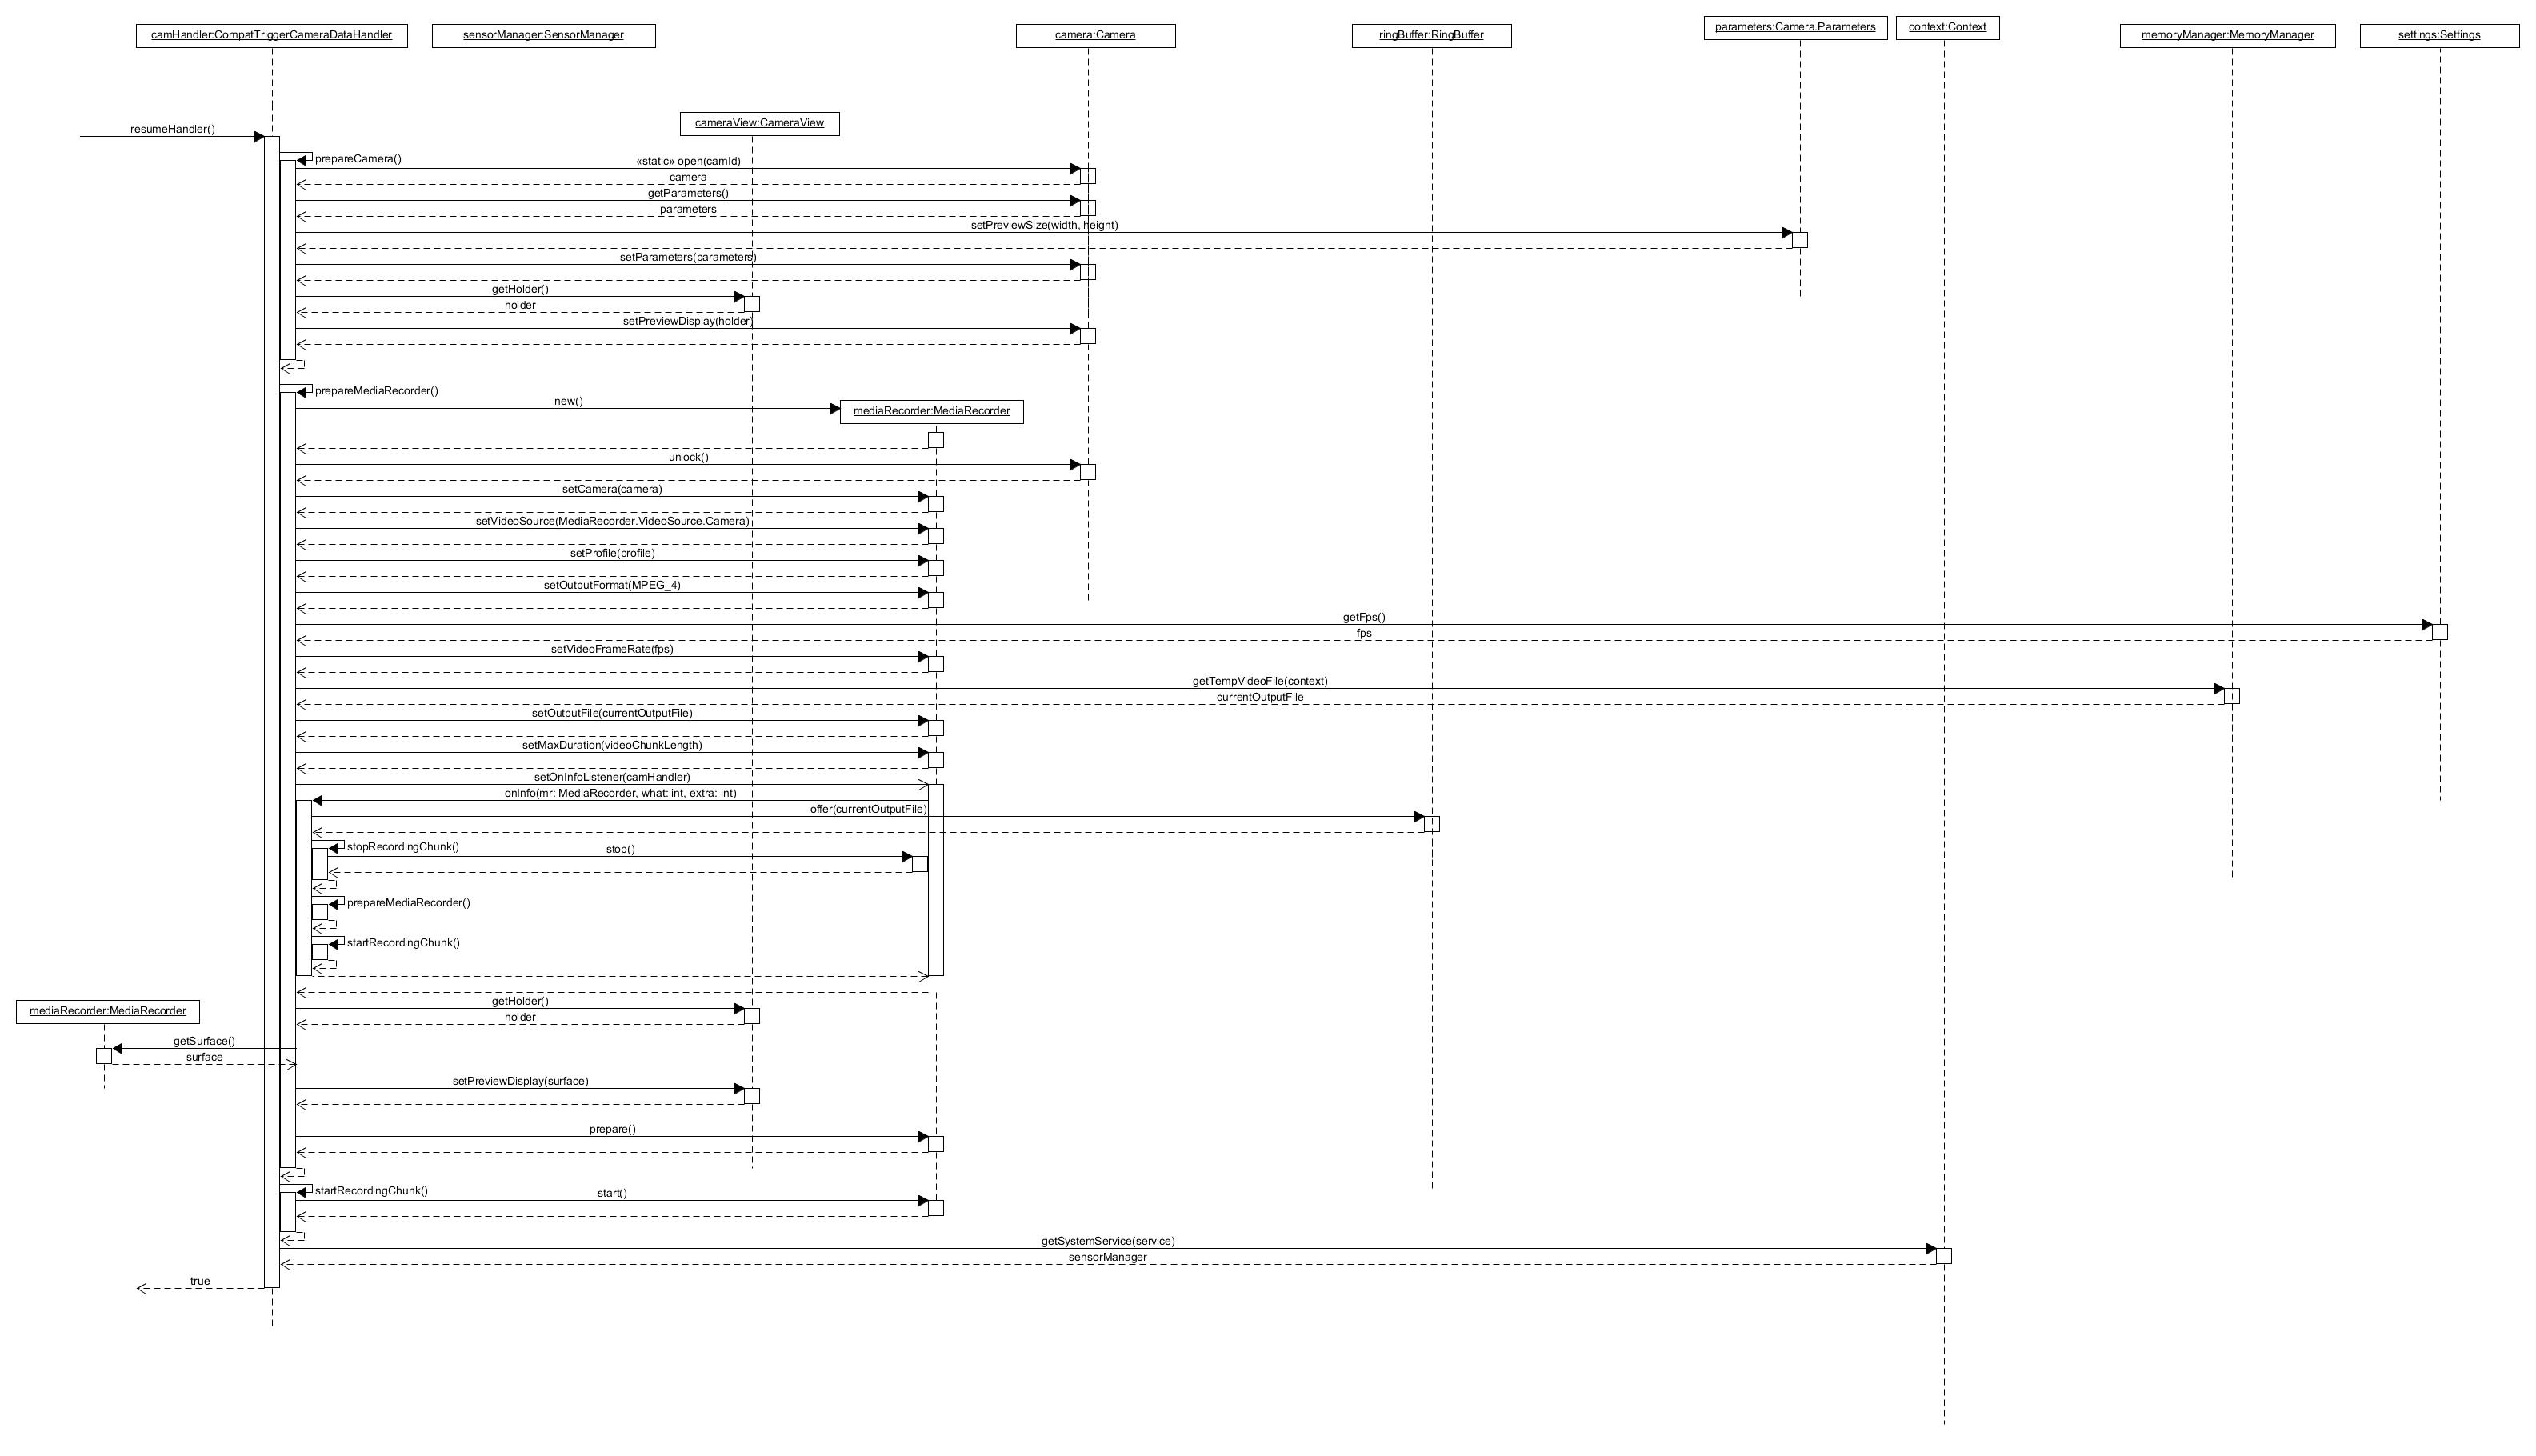 camHandler:CompatTriggerCameraDataHandler
sensorManager:SensorManager
camera:Camera
ringBuffer:RingBuffer
parameters:Camera.Parameters
context:Context
memoryManager:MemoryManager
settings:Settings
cameraView:CameraView
resumeHandler()
prepareCamera()
«static» open(camId)
camera
getParameters()
parameters
setPreviewSize(width, height)
setParameters(parameters)
getHolder()
holder
setPreviewDisplay(holder)
prepareMediaRecorder()
new()
mediaRecorder:MediaRecorder
unlock()
setCamera(camera)
setVideoSource(MediaRecorder.VideoSource.Camera)
setProfile(profile)
setOutputFormat(MPEG_4)
getFps()
fps
setVideoFrameRate(fps)
getTempVideoFile(context)
currentOutputFile
setOutputFile(currentOutputFile)
setMaxDuration(videoChunkLength)
setOnInfoListener(camHandler)
onInfo(mr: MediaRecorder, what: int, extra: int)
offer(currentOutputFile)
stopRecordingChunk()
stop()
prepareMediaRecorder()
startRecordingChunk()
getHolder()
mediaRecorder:MediaRecorder
holder
getSurface()
surface
setPreviewDisplay(surface)
prepare()
startRecordingChunk()
start()
getSystemService(service)
sensorManager
true